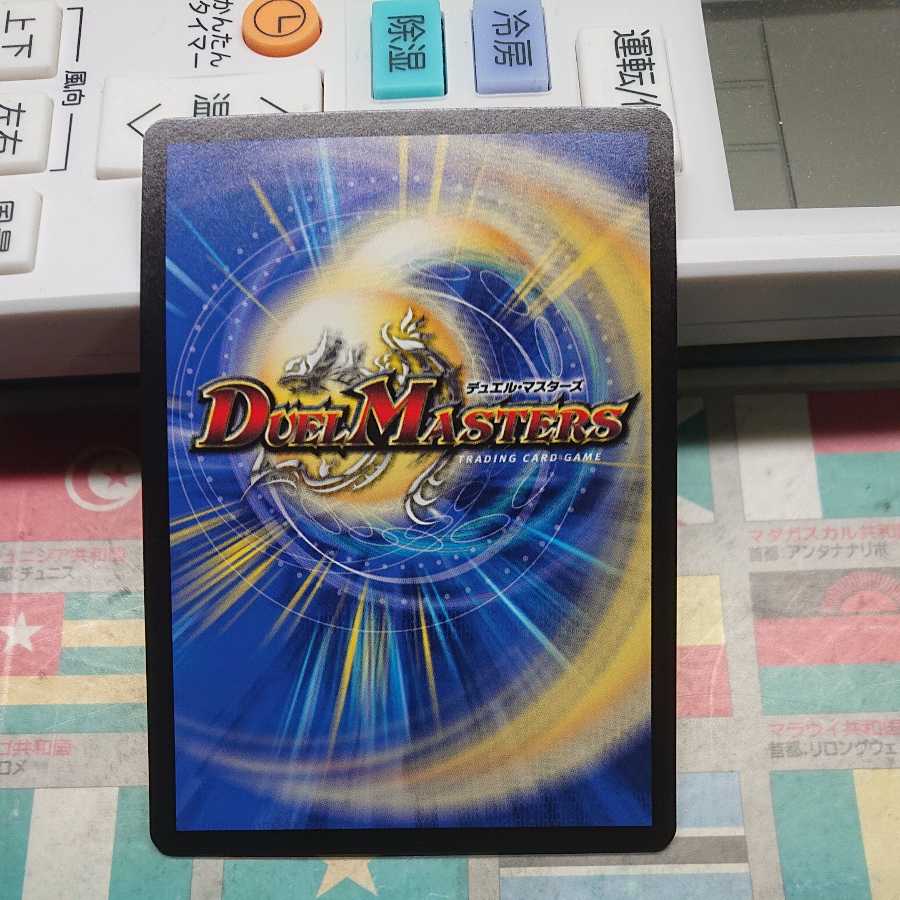 かんたん
タイマー
除湿
冷房
運転/
上下
風向
左右
温
デュエル・マスターズ
DUEL MASTERS
TRADING CARD GAME
ニジア共和国
都:チュニス
マダガスカル共和
首都:アンタナナリボ
ゴ共和国
ロメ
マラウイ共和国
首都:リロングウェ